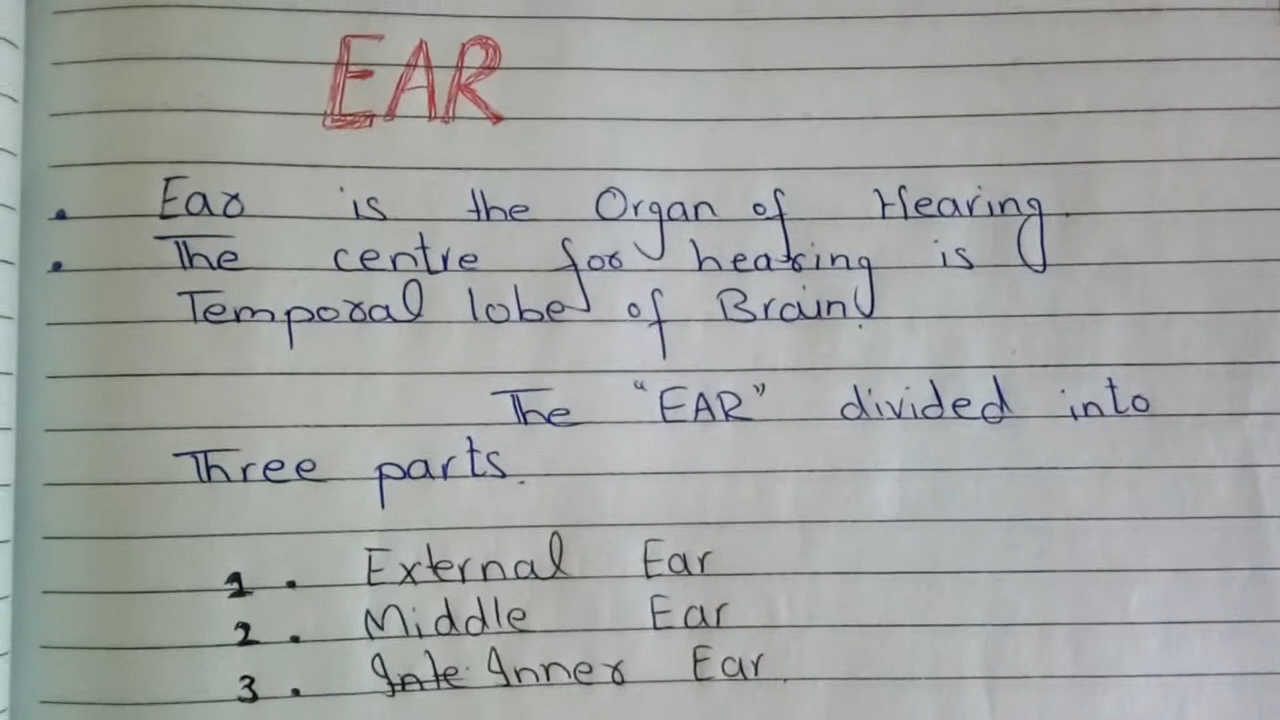 EAR
• Ear is the Organ of Hearing.
• The centre for hearing is
Temporal lobe of Brain.
The "EAR" divided into
Three parts.
1. External Ear
2. Middle Ear
3. Inte Inner Ear.